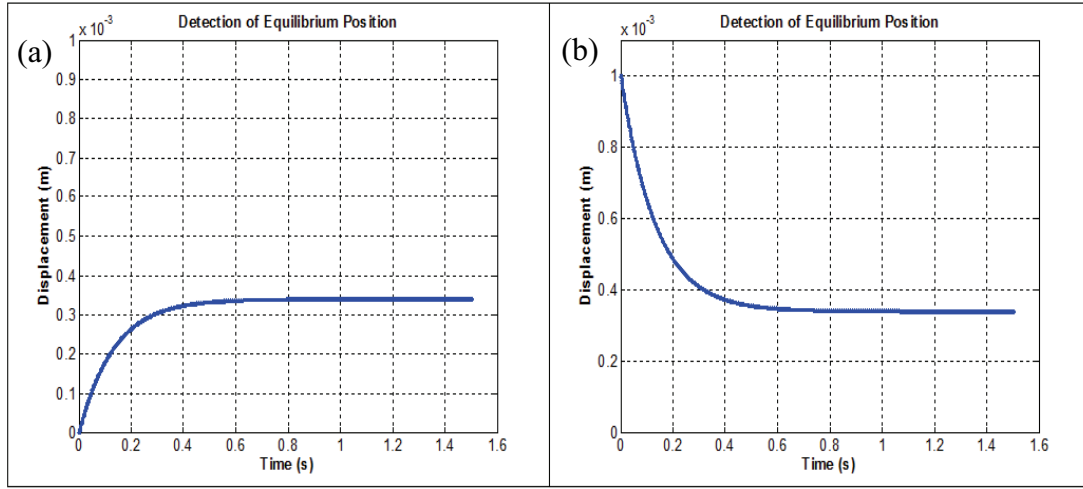 (a)
Detection of Equilibrium Position
x 10⁻³
1
0.9
0.8
0.7
0.6
0.5
0.4
0.3
0.2
0.1
0
Displacement (m)
0 0.2 0.4 0.6 0.8 1 1.2 1.4 1.6
Time (s)
(b)
Detection of Equilibrium Position
x 10⁻³
1
0.8
0.6
0.4
0.2
0
Displacement (m)
0 0.2 0.4 0.6 0.8 1 1.2 1.4 1.6
Time (s)